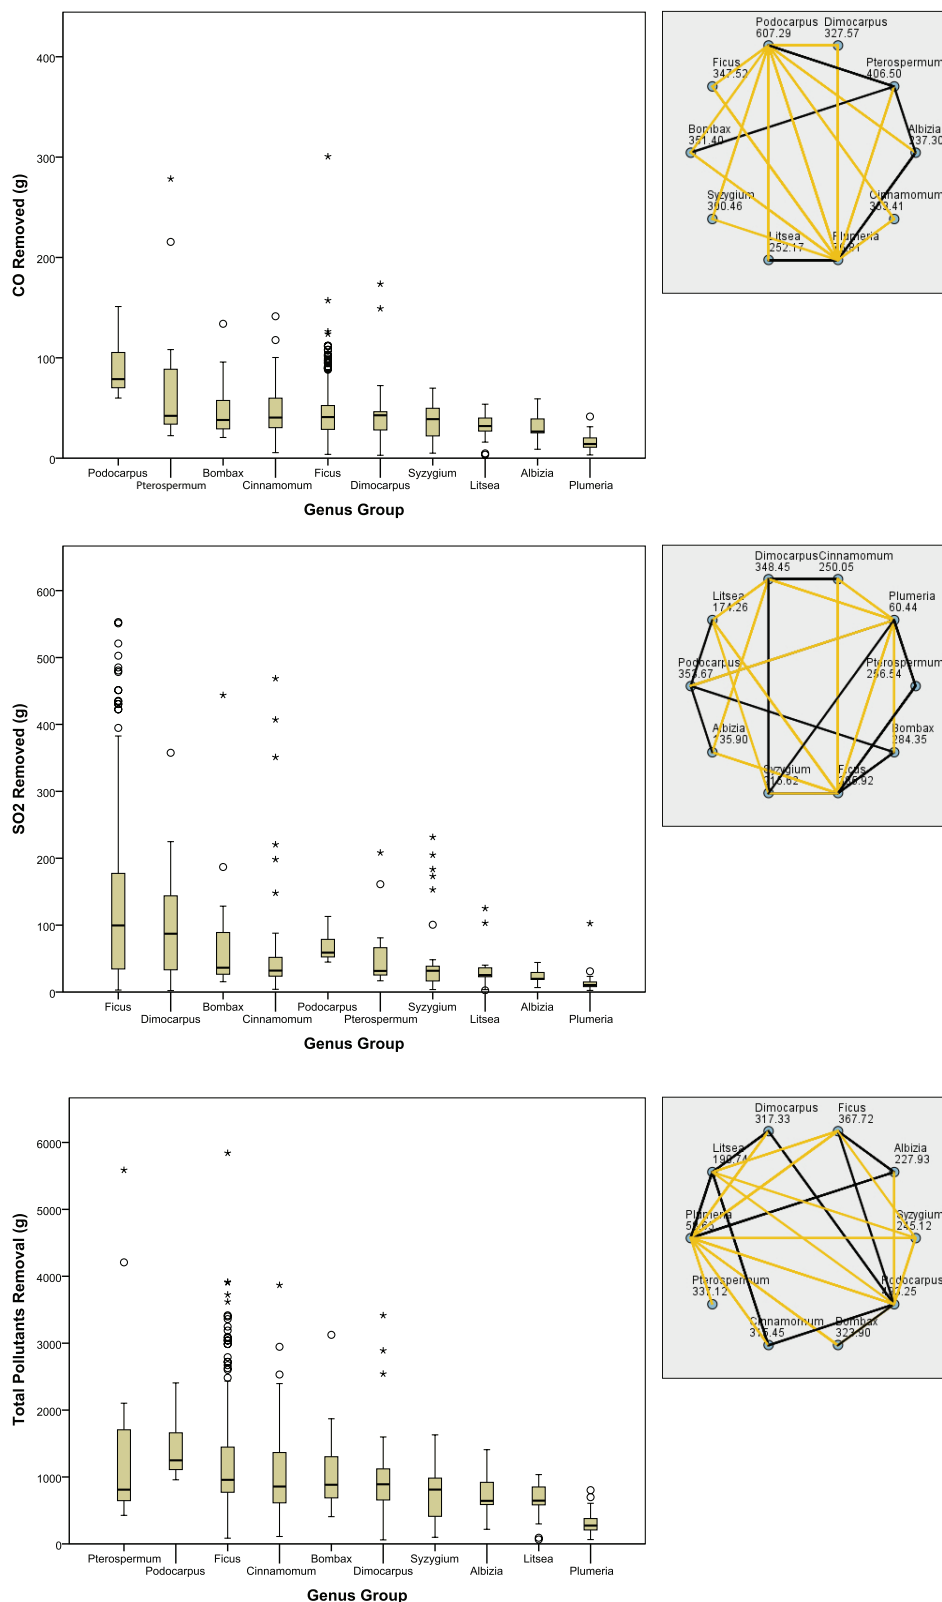 400
300
200
100
0
CO Removed (g)
Podocarpus
Pterospermum
Bombax
Cinnamomum
Ficus
Dimocarpus
Syzygium
Litsea
Albizia
Plumeria
Genus Group
Podocarpus
607.29
Dimocarpus
327.57
Ficus
347.52
Pterospermum
406.50
Bombax
351.40
Albizia
237.30
Syzygium
390.46
Cinnamomum
Litsea
252.17
Plumeria
600
500
400
300
200
100
0
SO2 Removed (g)
Ficus
Dimocarpus
Bombax
Cinnamomum
Podocarpus
Pterospermum
Syzygium
Litsea
Albizia
Plumeria
Genus Group
Dimocarpus
348.45
Cinnamomum
250.05
Litsea
174.26
Plumeria
60.44
Podocarpus
353.67
Pterospermum
256.54
Albizia
135.90
Bombax
284.35
Syzygium
Ficus
6000
5000
4000
3000
2000
1000
0
Total Pollutants Removal (g)
Pterospermum
Podocarpus
Ficus
Cinnamomum
Bombax
Dimocarpus
Syzygium
Albizia
Litsea
Plumeria
Genus Group
Dimocarpus
317.33
Ficus
367.72
Litsea
Albizia
227.93
Plumeria
Syzygium
245.12
Pterospermum
337.12
Podocarpus
Cinnamomum
Bombax
323.90